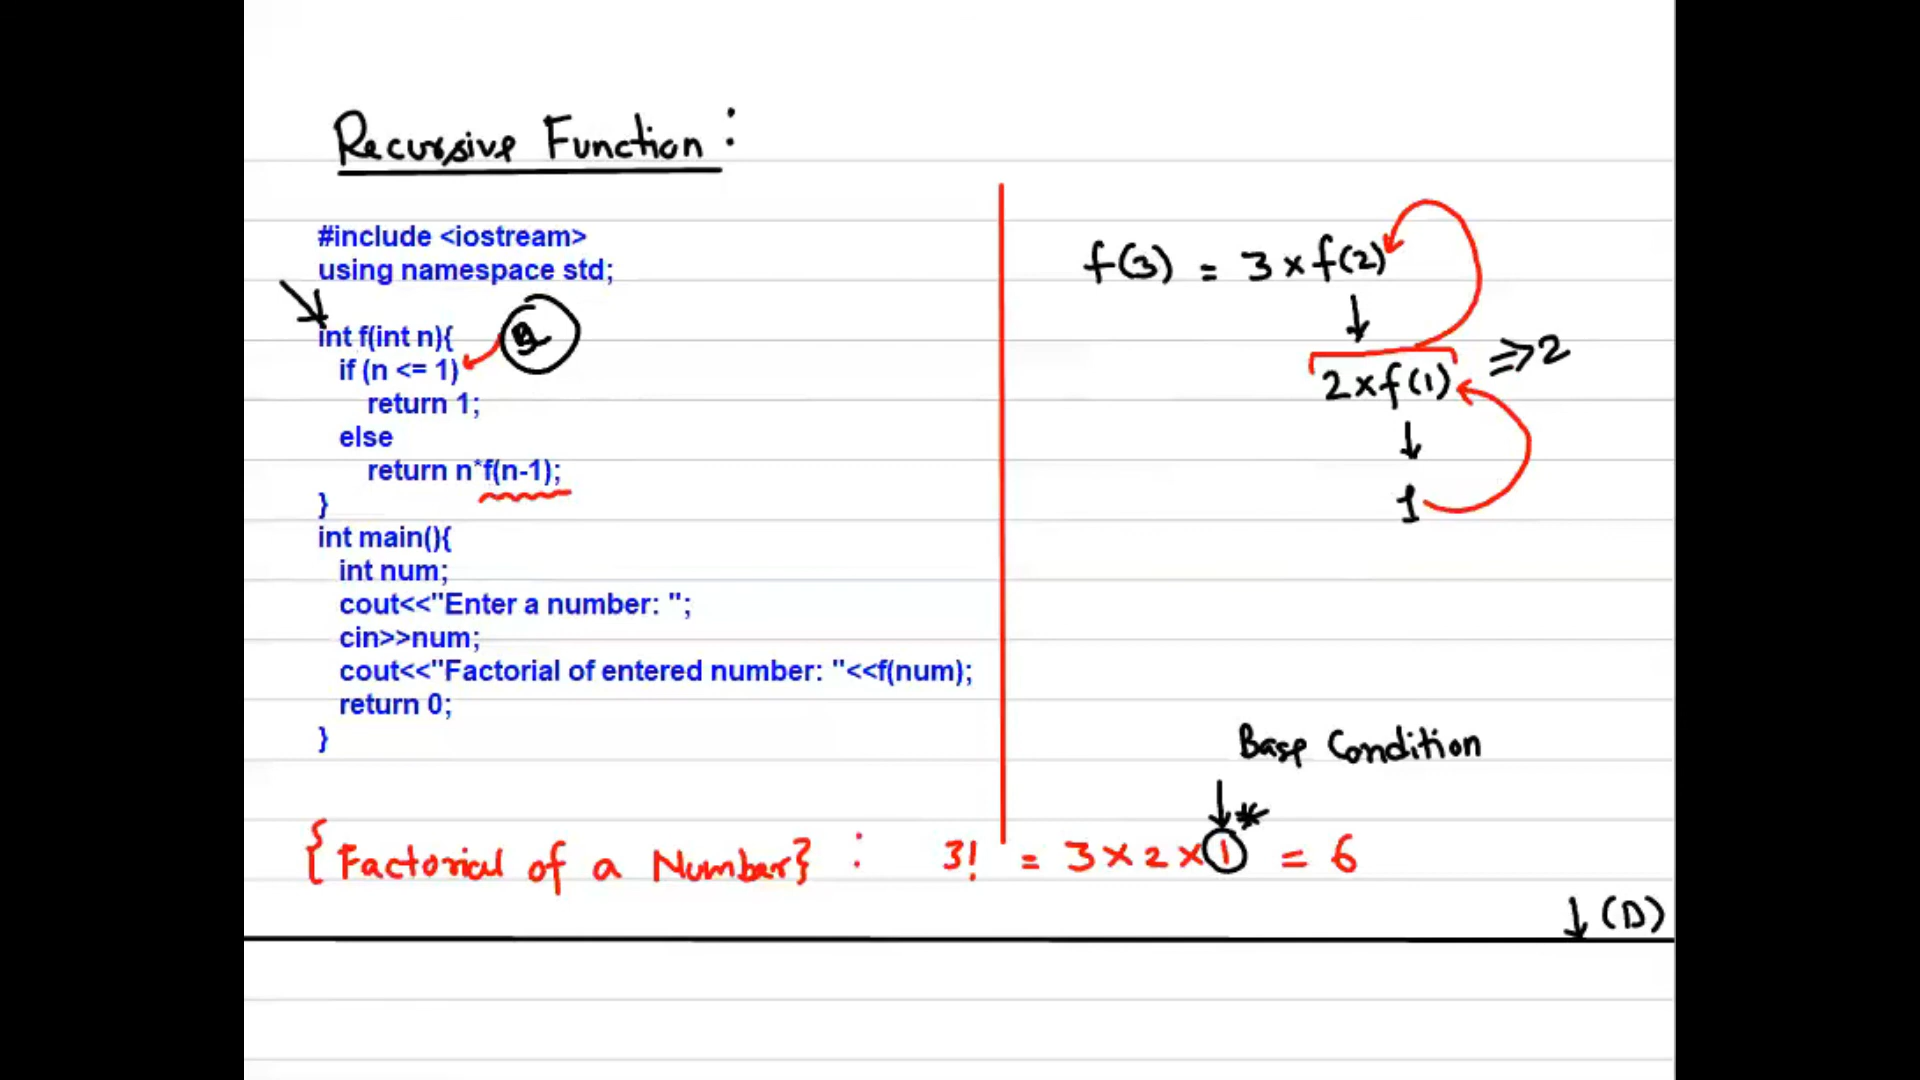 Recursive Function :
#include <iostream>
using namespace std;
int f(int n){
if (n <= 1)
return 1;
else
return n*f(n-1);
}
int main(){
int num;
cout<<"Enter a number: ";
cin>>num;
cout<<"Factorial of entered number: "<<f(num);
return 0;
}
f(3) = 3 x f(2)
↓
2 x f(1) => 2
↓
1
Base Condition
↓ *
{Factorial of a Number} : 3! = 3 x 2 x 1 = 6
↓ (D)